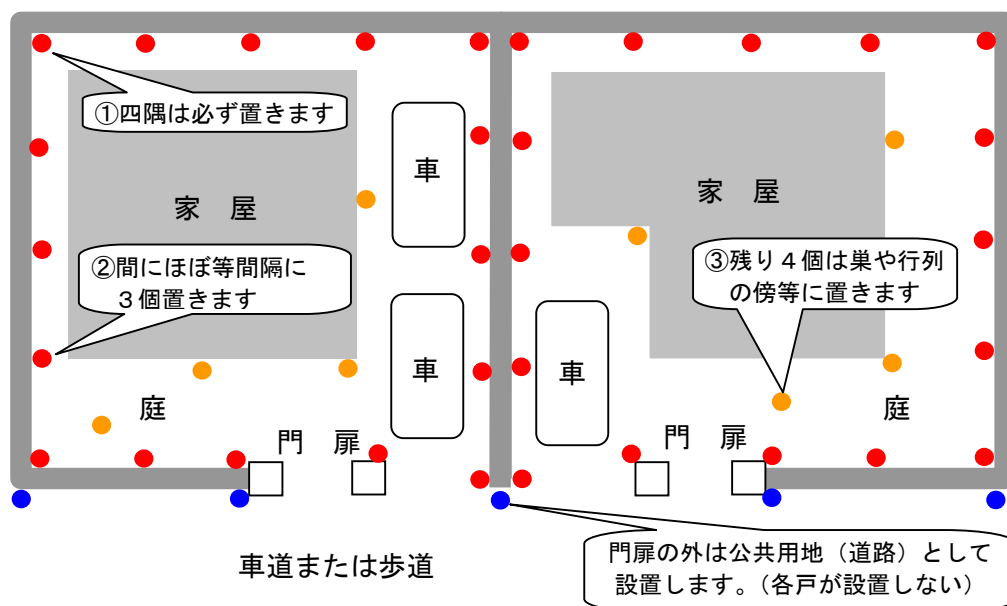 ①四隅は必ず置きます
車
家　屋
家　屋
②間にほぼ等間隔に
３個置きます
③残り４個は巣や行列
の傍等に置きます
車
車
庭
庭
門　扉
門　扉
車道または歩道
門扉の外は公共用地（道路）として
設置します。（各戸が設置しない）